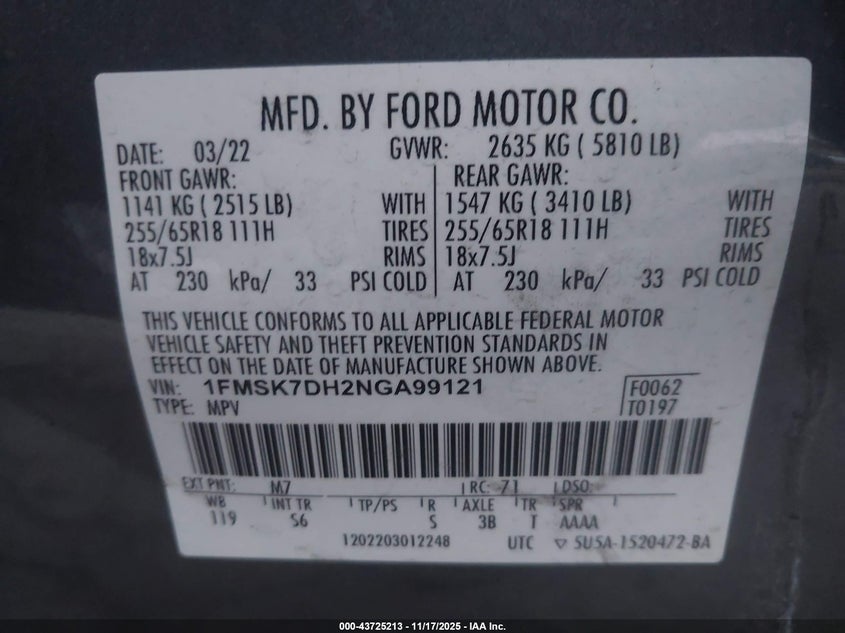 MFD. BY FORD MOTOR CO.
DATE: 03/22 GVWR: 2635 KG ( 5810 LB)
FRONT GAWR: REAR GAWR:
1141 KG ( 2515 LB) WITH 1547 KG ( 3410 LB) WITH
255/65R18 111H TIRES 255/65R18 111H TIRES
18x7.5J RIMS 18x7.5J RIMS
AT 230 kPa/ 33 PSI COLD AT 230 kPa/ 33 PSI COLD
THIS VEHICLE CONFORMS TO ALL APPLICABLE FEDERAL MOTOR
VEHICLE SAFETY AND THEFT PREVENTION STANDARDS IN
EFFECT ON THE DATE OF MANUFACTURE SHOWN ABOVE.
VIN: 1FMSK7DH2NGA99121 F0062
TYPE: MPV T0197
EXT PNT: M7 RC: 71 DSO:
WB INT TR TP/PS R AXLE TR SPR
119 S6 S 3B T AAAA
1202203012248 UTC ▽ 5U5A-1520472-BA
000-43725213 - 11/17/2025 - IAA Inc.